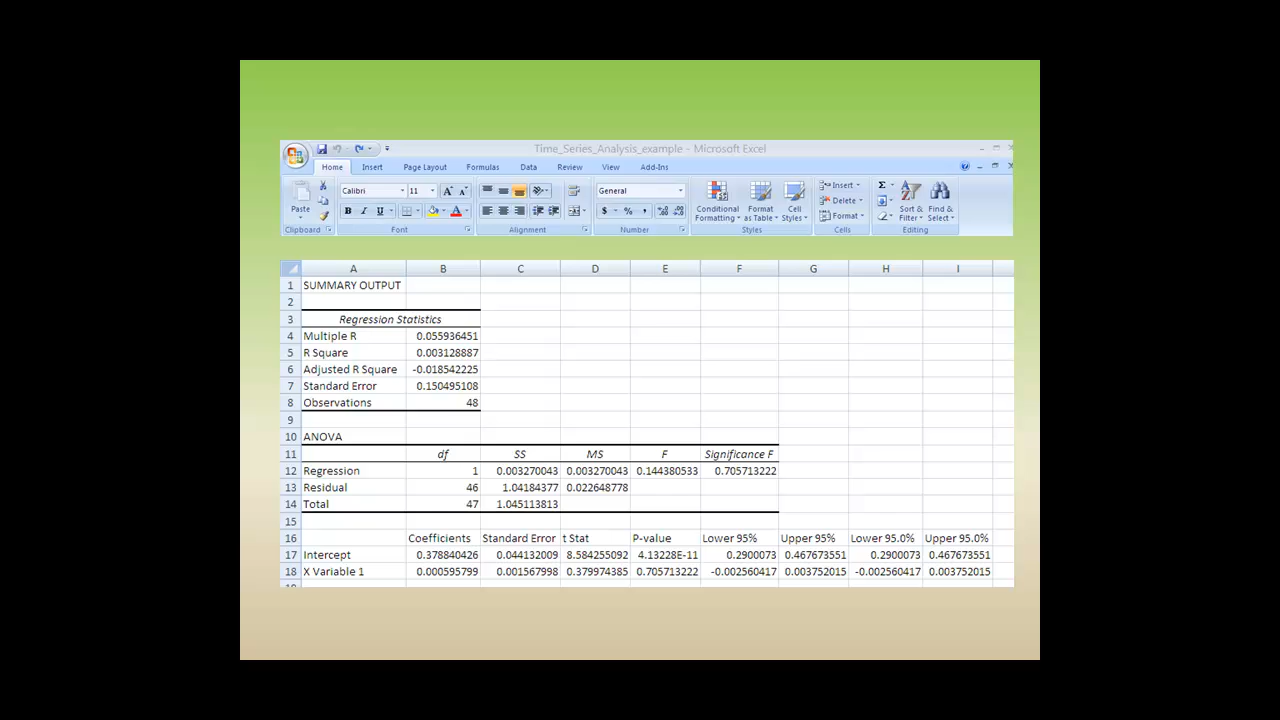 Time_Series_Analysis_example - Microsoft Excel
Home Insert Page Layout Formulas Data Review View Add-Ins
Paste Calibri 11 General Conditional Formatting Format as Table Cell Styles Insert Delete Format Sort & Filter Find & Select
B I U $ % ,
Clipboard Font Alignment Number Styles Cells Editing
A B C D E F G H I
1 SUMMARY OUTPUT
2
3 Regression Statistics
4 Multiple R 0.055936451
5 R Square 0.003128887
6 Adjusted R Square -0.018542225
7 Standard Error 0.150495108
8 Observations 48
9
10 ANOVA
11 df SS MS F Significance F
12 Regression 1 0.003270043 0.003270043 0.144380533 0.705713222
13 Residual 46 1.04184377 0.022648778
14 Total 47 1.045113813
15
16 Coefficients Standard Error t Stat P-value Lower 95% Upper 95% Lower 95.0% Upper 95.0%
17 Intercept 0.378840426 0.044132009 8.584255092 4.13228E-11 0.2900073 0.467673551 0.2900073 0.467673551
18 X Variable 1 0.000595799 0.001567998 0.379974385 0.705713222 -0.002560417 0.003752015 -0.002560417 0.003752015